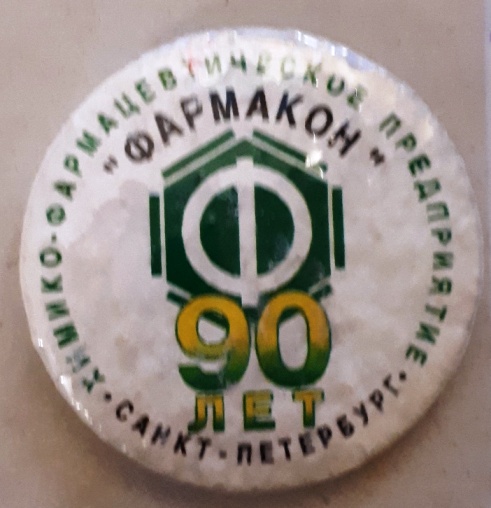 ХИМИКО-ФАРМАЦЕВТИЧЕСКОЕ ПРЕДПРИЯТИЕ
"ФАРМАКОН"
Ф
90
ЛЕТ
• САНКТ-ПЕТЕРБУРГ •